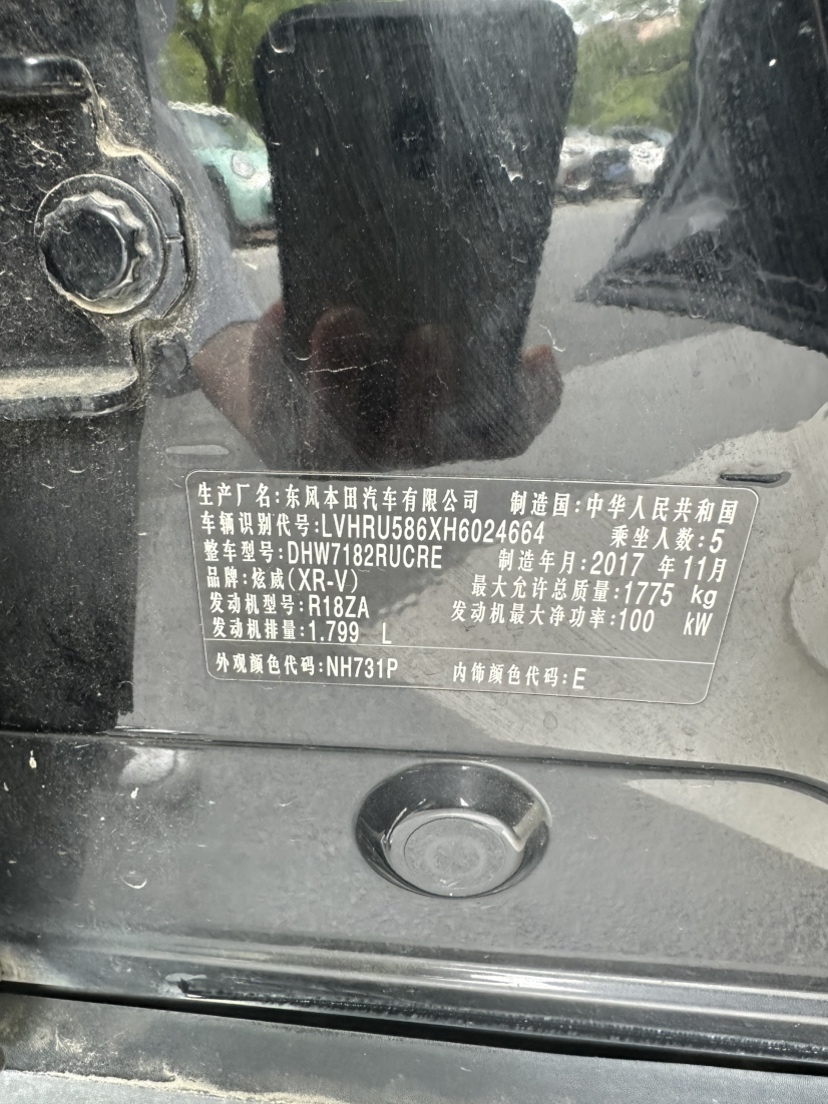 生产厂名:东风本田汽车有限公司 制造国:中华人民共和国
车辆识别代号:LVHRU586XH6024664 乘坐人数:5
整车型号:DHW7182RUCRE 制造年月:2017 年 11月
品牌:炫威(XR-V) 最大允许总质量:1775 kg
发动机型号:R18ZA 发动机最大净功率:100 kW
发动机排量:1.799 L
外观颜色代码:NH731P 内饰颜色代码:E